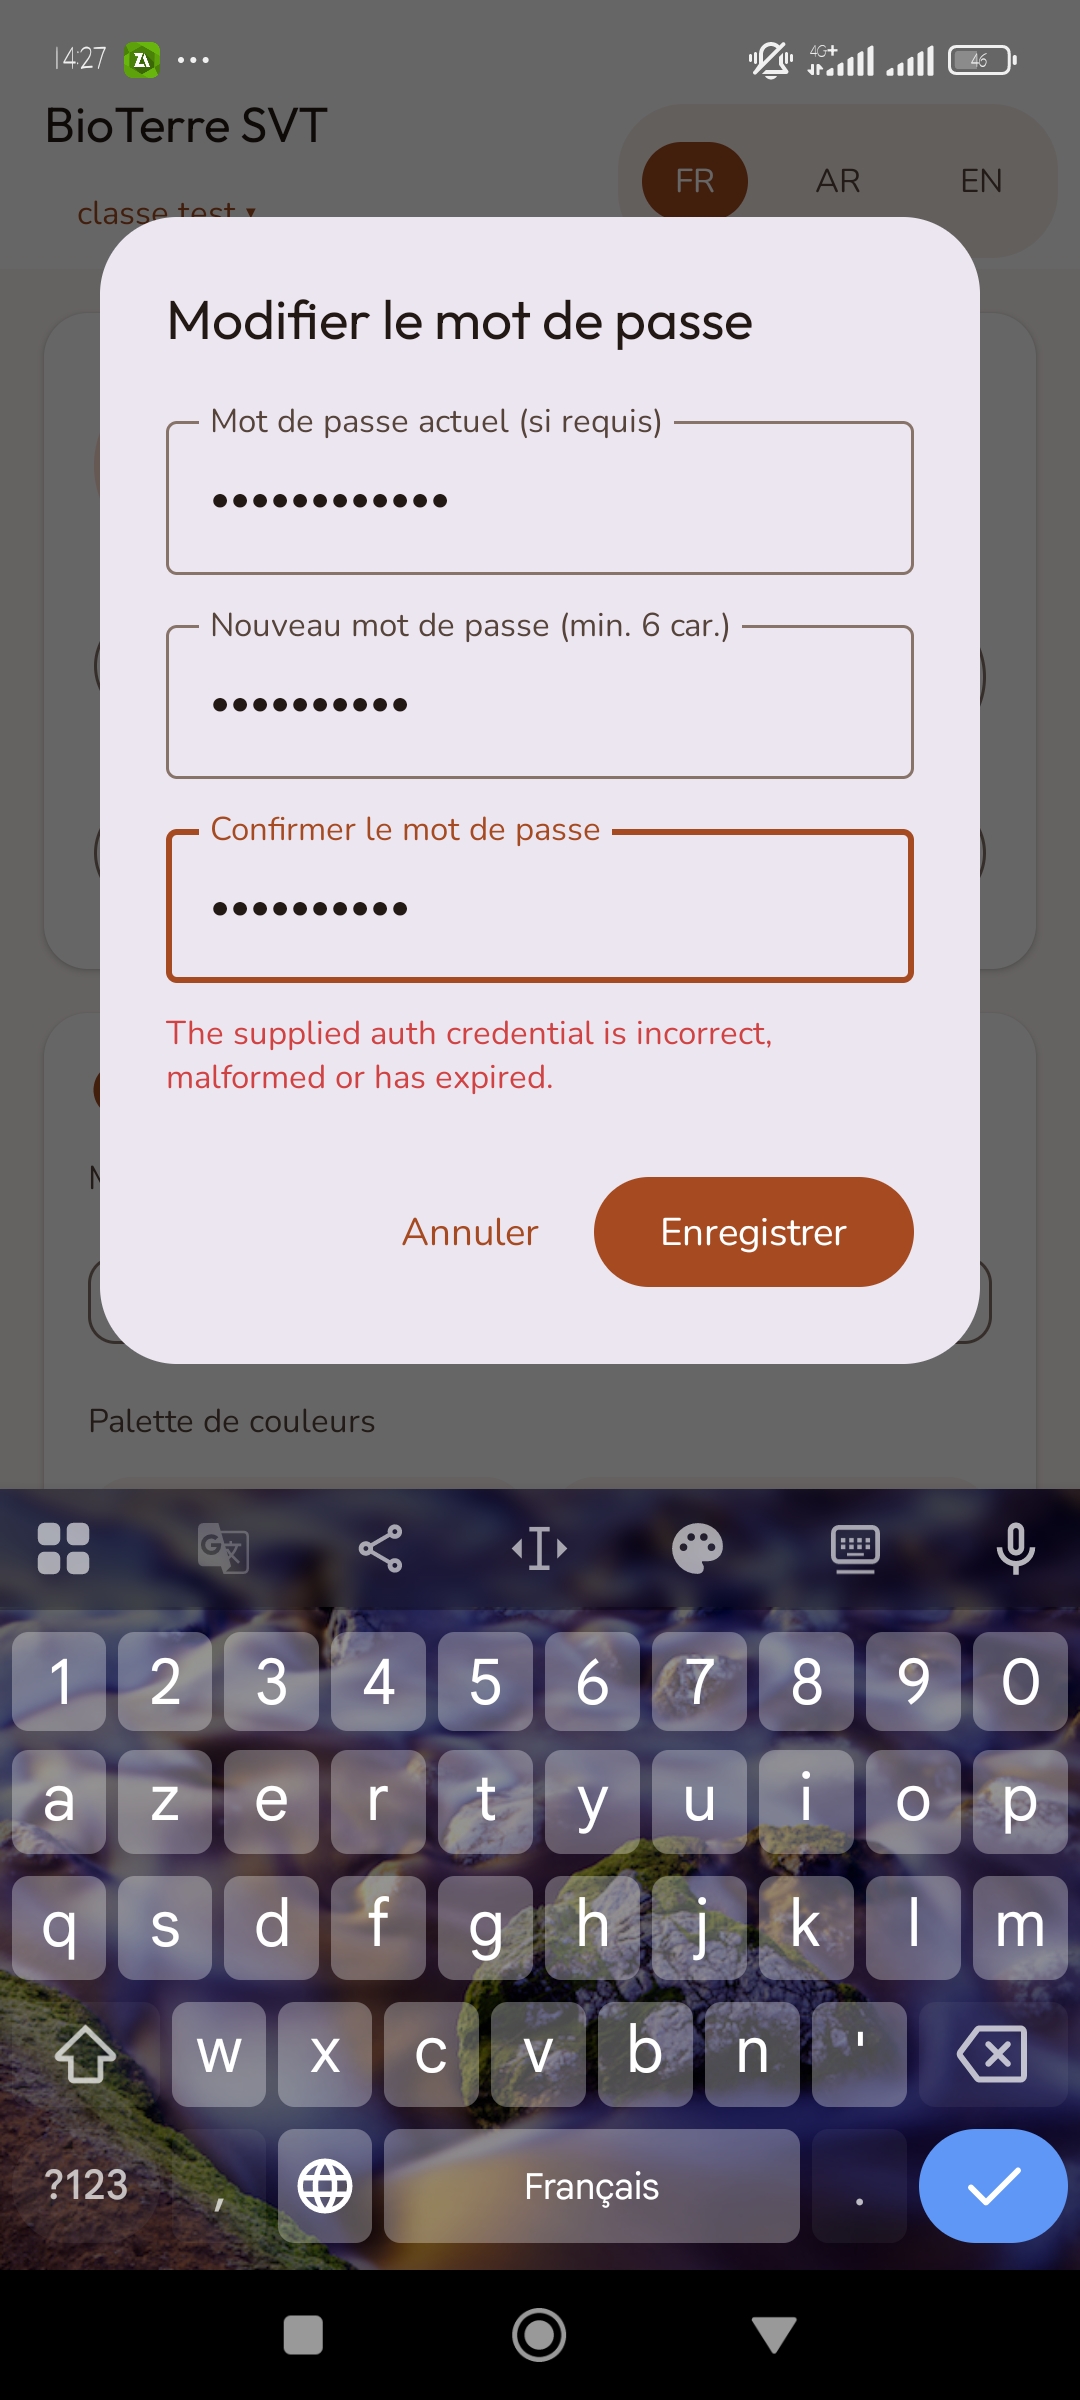 14:27
4G+
46
BioTerre SVT
FR
AR
EN
classe test ▾
Modifier le mot de passe
Mot de passe actuel (si requis)
••••••••••••
Nouveau mot de passe (min. 6 car.)
••••••••••
Confirmer le mot de passe
••••••••••
The supplied auth credential is incorrect,
malformed or has expired.
Annuler
Enregistrer
Palette de couleurs
1 2 3 4 5 6 7 8 9 0
a z e r t y u i o p
q s d f g h j k l m
w x c v b n '
?123 , Français .